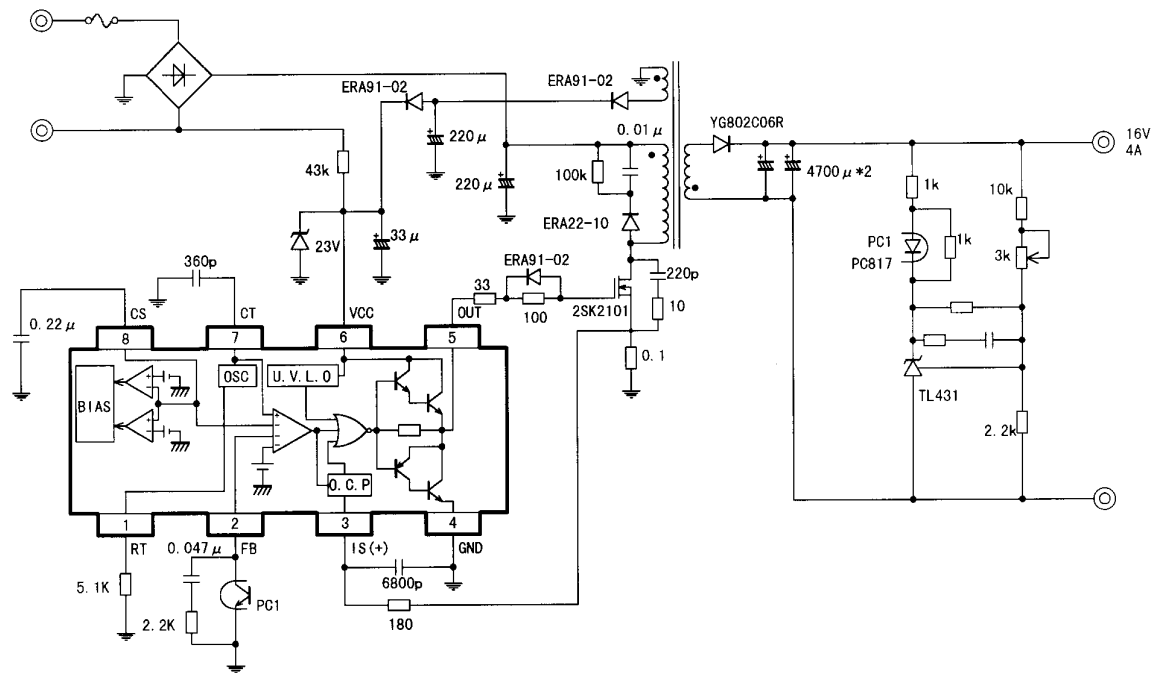 ERA91-02
ERA91-02
220μ
0.01μ
YG802C06R
16V
4A
43k
220μ
100k
4700μ*2
1k
10k
ERA22-10
23V
33μ
PC1
PC817
1k
3k
360p
ERA91-02
220p
33
100
2SK2101
10
0.22μ
CS
CT
VCC
OUT
8
7
6
5
0.1
TL431
OSC
U.V.L.O
BIAS
2.2k
O.C.P
1
2
3
4
RT
0.047μ
FB
IS(+)
GND
5.1K
6800p
PC1
2.2K
180